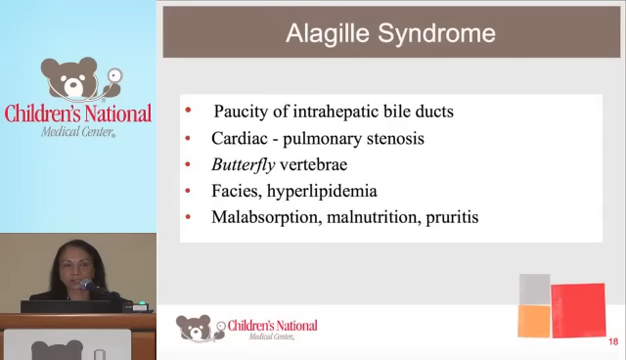 Alagille Syndrome
Children's National
Medical Center®
• Paucity of intrahepatic bile ducts
• Cardiac - pulmonary stenosis
• Butterfly vertebrae
• Facies, hyperlipidemia
• Malabsorption, malnutrition, pruritis
Children's National
Medical Center®
18